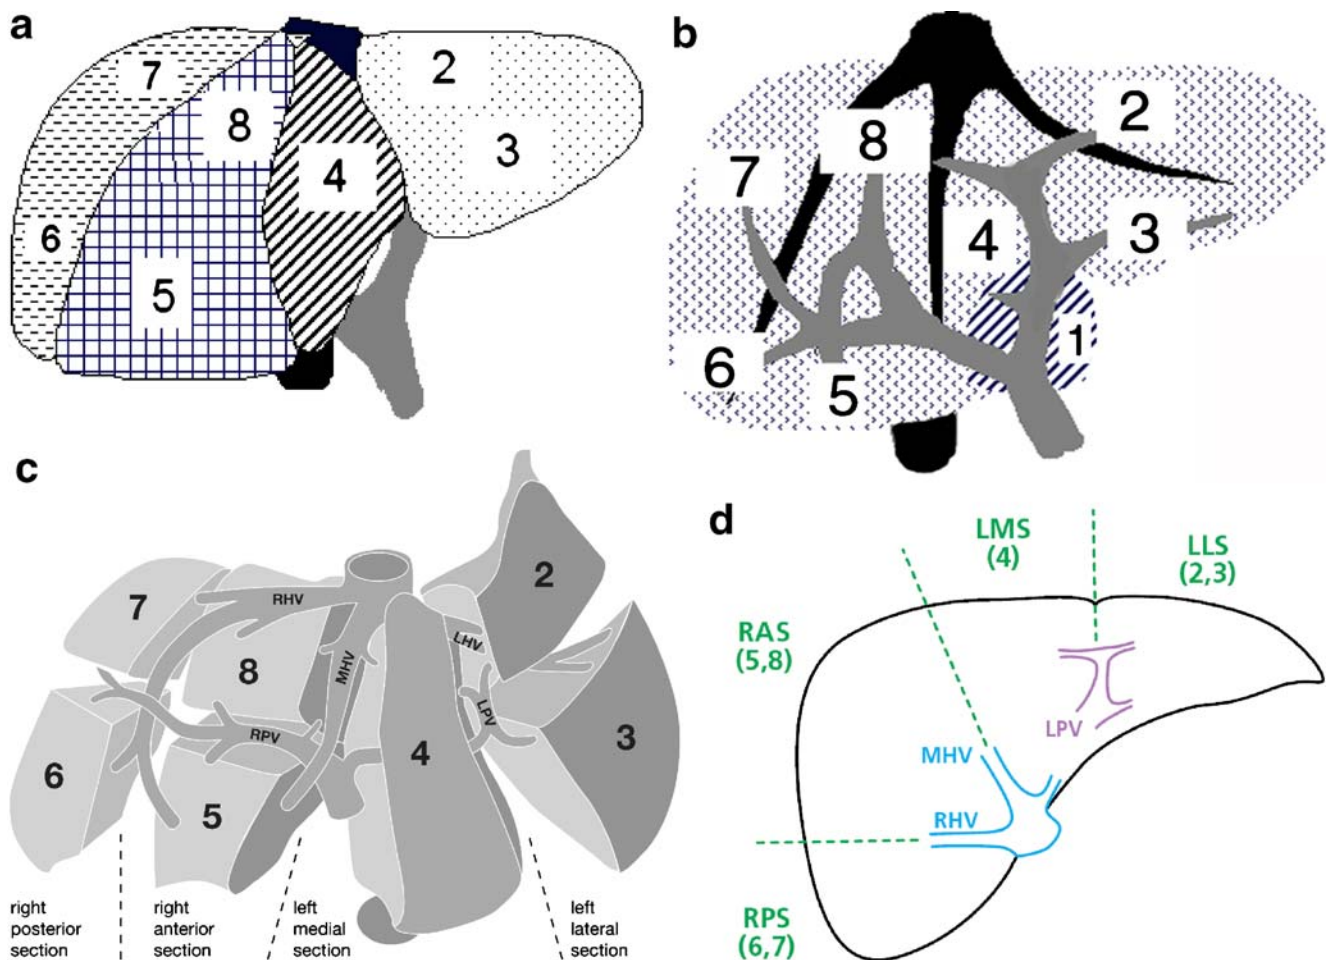 a
7
8
2
4
3
6
5
b
2
8
7
4
3
6
5
1
c
2
7
RHV
8
MHV
LHV
LPV
RPV
4
3
6
5
right
posterior
section
right
anterior
section
left
medial
section
left
lateral
section
d
LMS
(4)
LLS
(2,3)
RAS
(5,8)
LPV
MHV
RHV
RPS
(6,7)